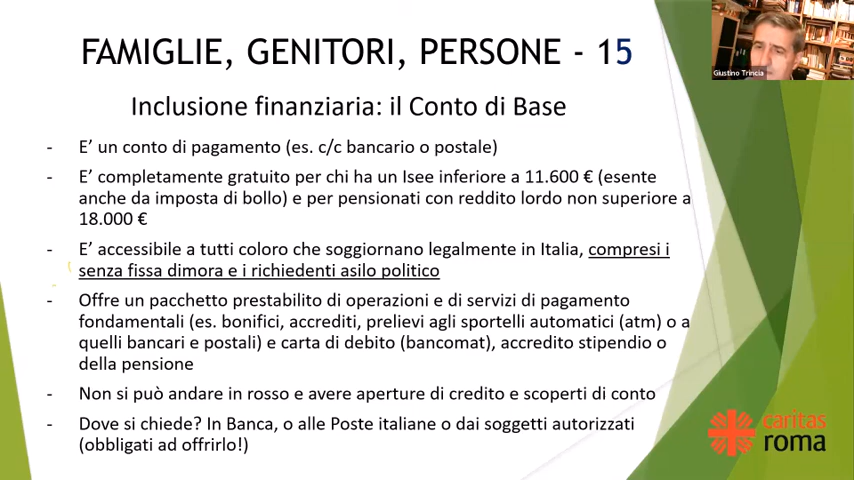 FAMIGLIE, GENITORI, PERSONE - 15
Giustino Trincia
Inclusione finanziaria: il Conto di Base
- E’ un conto di pagamento (es. c/c bancario o postale)
- E’ completamente gratuito per chi ha un Isee inferiore a 11.600 € (esente
anche da imposta di bollo) e per pensionati con reddito lordo non superiore a
18.000 €
- E’ accessibile a tutti coloro che soggiornano legalmente in Italia, compresi i
senza fissa dimora e i richiedenti asilo politico
- Offre un pacchetto prestabilito di operazioni e di servizi di pagamento
fondamentali (es. bonifici, accrediti, prelievi agli sportelli automatici (atm) o a
quelli bancari e postali) e carta di debito (bancomat), accredito stipendio o
della pensione
- Non si può andare in rosso e avere aperture di credito e scoperti di conto
- Dove si chiede? In Banca, o alle Poste italiane o dai soggetti autorizzati
(obbligati ad offrirlo!)
caritas
roma